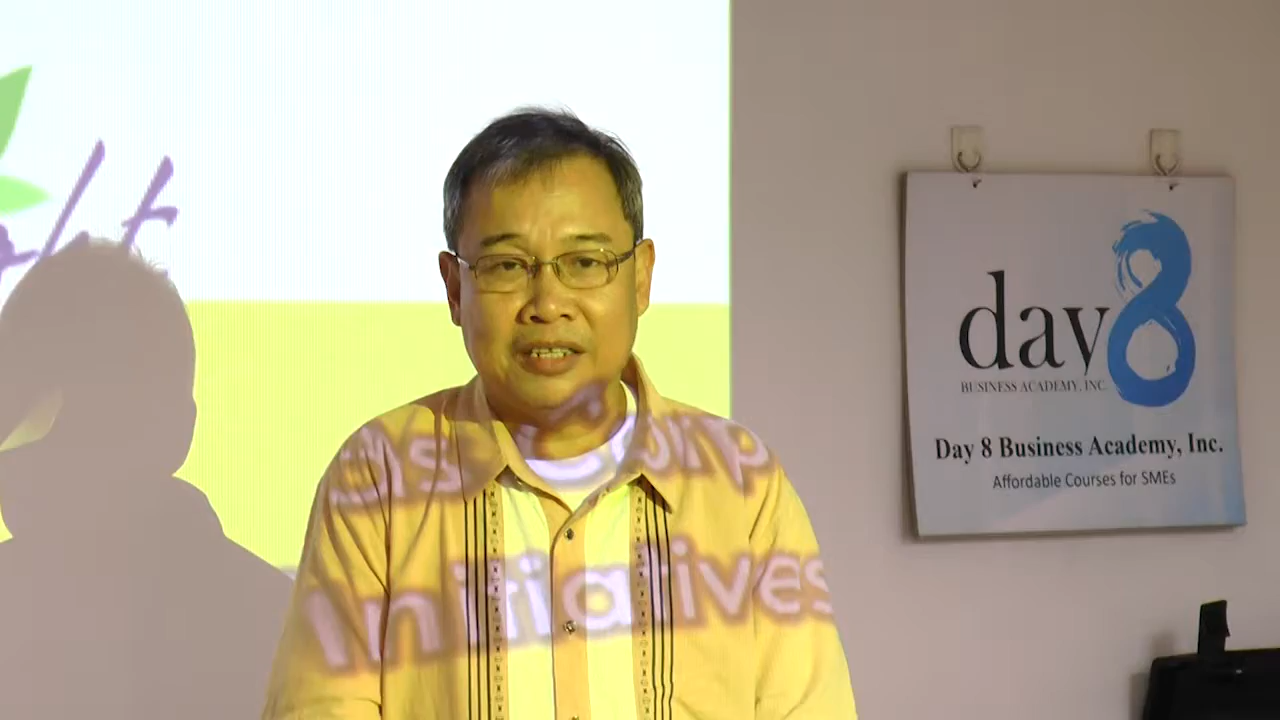 day8
BUSINESS ACADEMY, INC.
Day 8 Business Academy, Inc.
Affordable Courses for SMEs
Initiatives